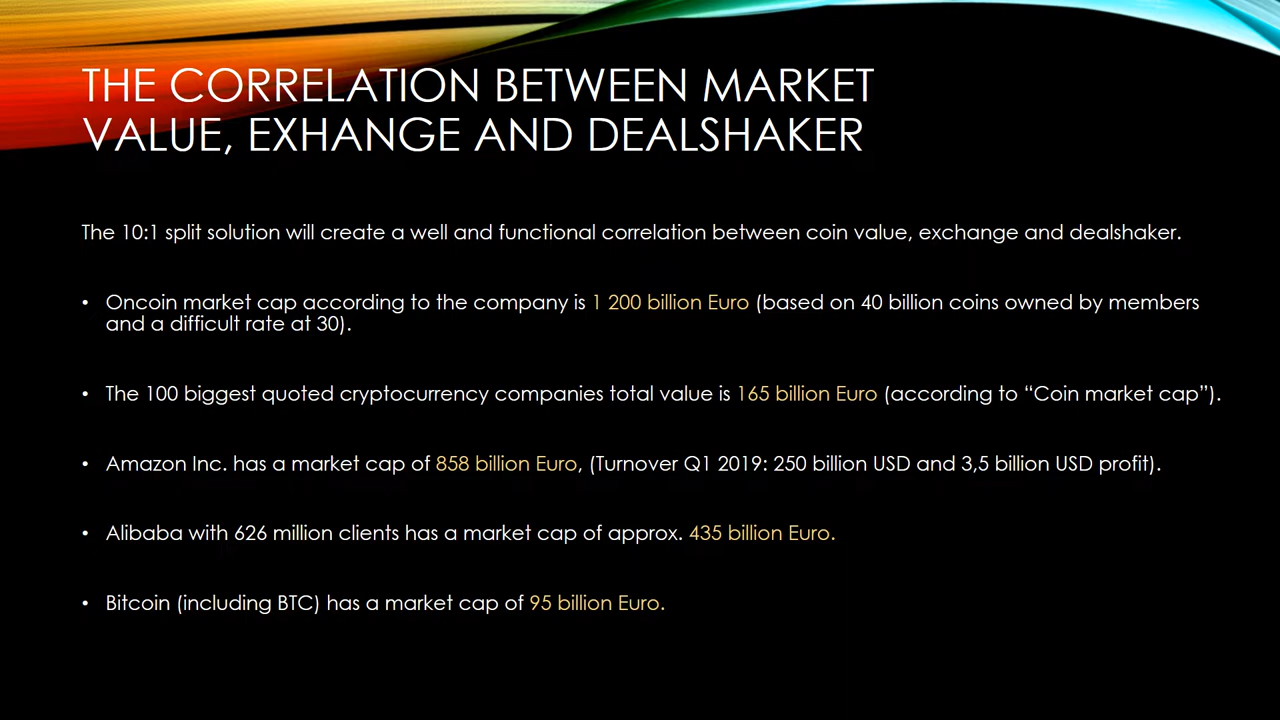 THE CORRELATION BETWEEN MARKET
VALUE, EXHANGE AND DEALSHAKER
The 10:1 split solution will create a well and functional correlation between coin value, exchange and dealshaker.
• Oncoin market cap according to the company is 1 200 billion Euro (based on 40 billion coins owned by members
and a difficult rate at 30).
• The 100 biggest quoted cryptocurrency companies total value is 165 billion Euro (according to “Coin market cap”).
• Amazon Inc. has a market cap of 858 billion Euro, (Turnover Q1 2019: 250 billion USD and 3,5 billion USD profit).
• Alibaba with 626 million clients has a market cap of approx. 435 billion Euro.
• Bitcoin (including BTC) has a market cap of 95 billion Euro.